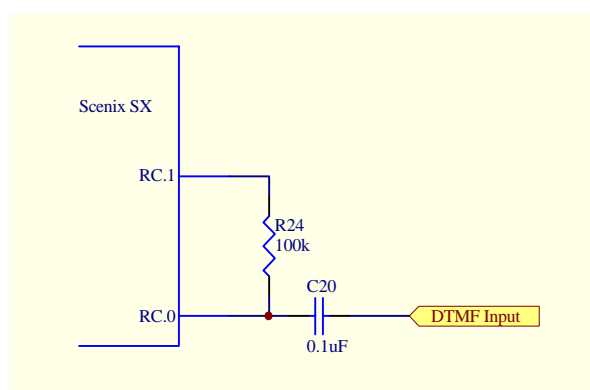 Scenix SX
RC.1
R24
100k
C20
RC.0
DTMF Input
0.1uF